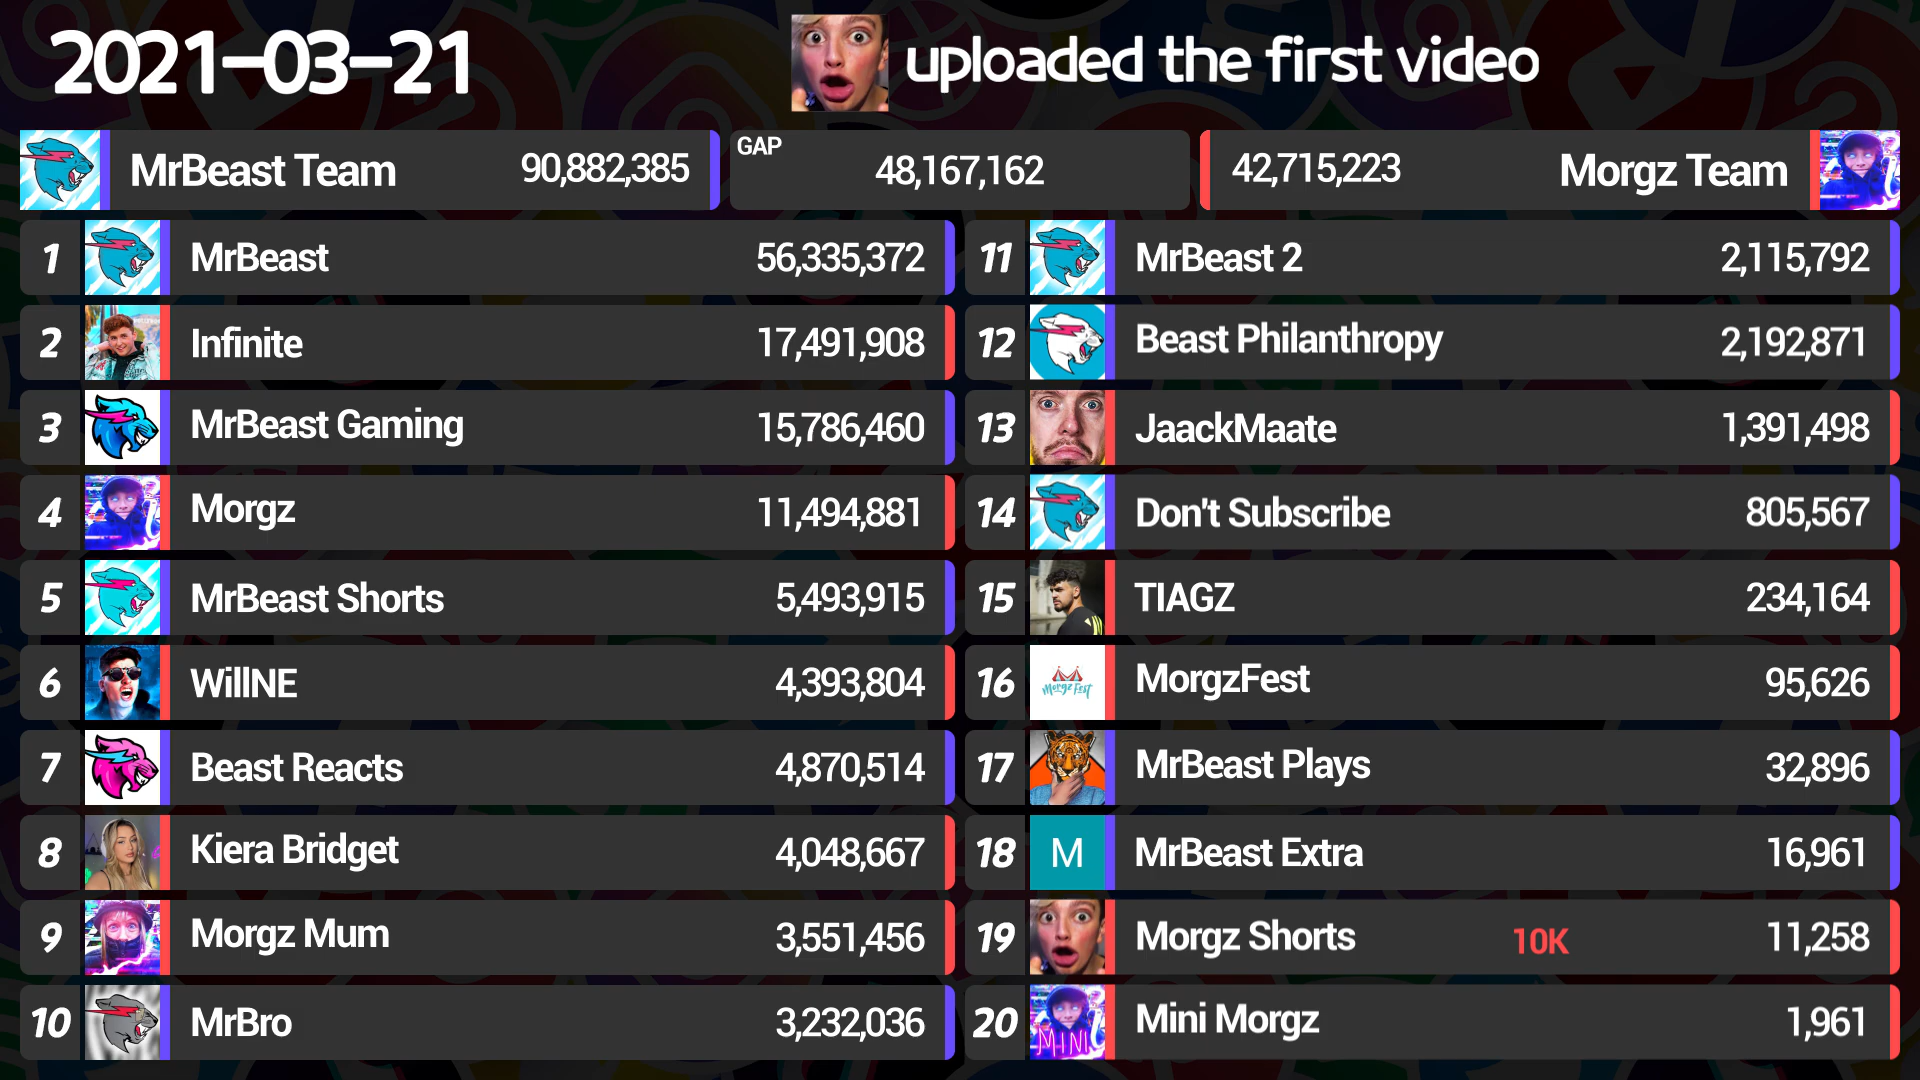 2021-03-21
uploaded the first video
MrBeast Team 90,882,385
GAP 48,167,162
42,715,223 Morgz Team
1 MrBeast 56,335,372
2 Infinite 17,491,908
3 MrBeast Gaming 15,786,460
4 Morgz 11,494,881
5 MrBeast Shorts 5,493,915
6 WillNE 4,393,804
7 Beast Reacts 4,870,514
8 Kiera Bridget 4,048,667
9 Morgz Mum 3,551,456
10 MrBro 3,232,036
11 MrBeast 2 2,115,792
12 Beast Philanthropy 2,192,871
13 JaackMaate 1,391,498
14 Don't Subscribe 805,567
15 TIAGZ 234,164
16 Morgz Fest MorgzFest 95,626
17 MrBeast Plays 32,896
18 M MrBeast Extra 16,961
19 Morgz Shorts 10K 11,258
20 MINI Mini Morgz 1,961